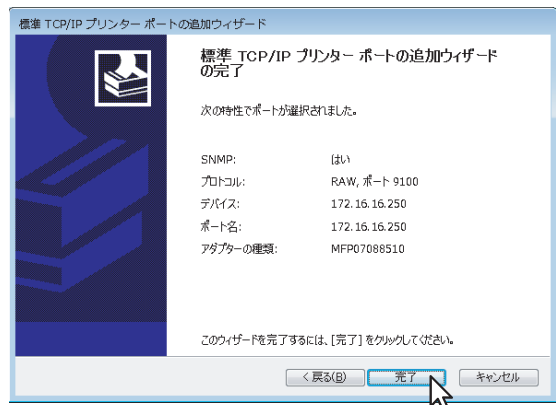 標準 TCP/IP プリンター ポートの追加ウィザード
標準 TCP/IP プリンター ポートの追加ウィザード
の完了
次の特性でポートが選択されました。
SNMP: はい
プロトコル: RAW, ポート 9100
デバイス: 172.16.16.250
ポート名: 172.16.16.250
アダプターの種類: MFP07088510
このウィザードを完了するには、[完了] をクリックしてください。
< 戻る(B) 完了 キャンセル